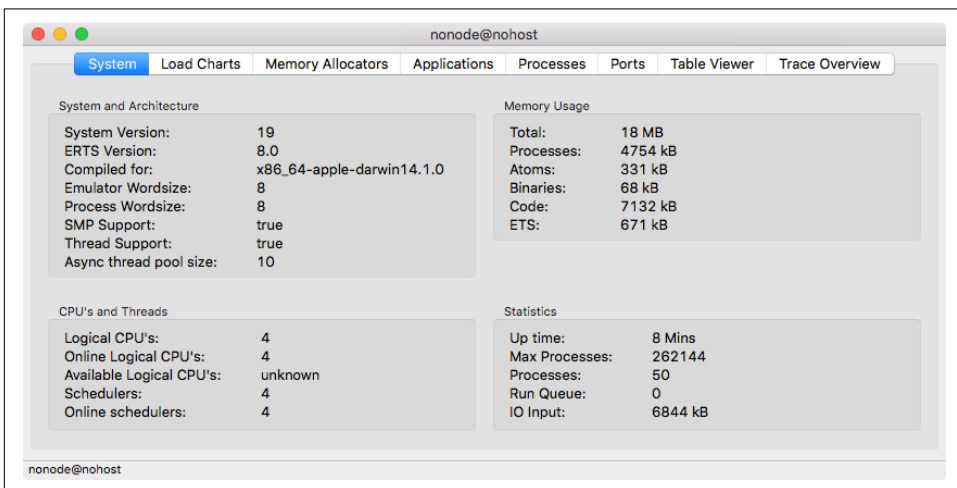 nonode@nohost
System Load Charts Memory Allocators Applications Processes Ports Table Viewer Trace Overview
System and Architecture
System Version: 19
ERTS Version: 8.0
Compiled for: x86_64-apple-darwin14.1.0
Emulator Wordsize: 8
Process Wordsize: 8
SMP Support: true
Thread Support: true
Async thread pool size: 10
Memory Usage
Total: 18 MB
Processes: 4754 kB
Atoms: 331 kB
Binaries: 68 kB
Code: 7132 kB
ETS: 671 kB
CPU's and Threads
Logical CPU's: 4
Online Logical CPU's: 4
Available Logical CPU's: unknown
Schedulers: 4
Online schedulers: 4
Statistics
Up time: 8 Mins
Max Processes: 262144
Processes: 50
Run Queue: 0
IO Input: 6844 kB
nonode@nohost